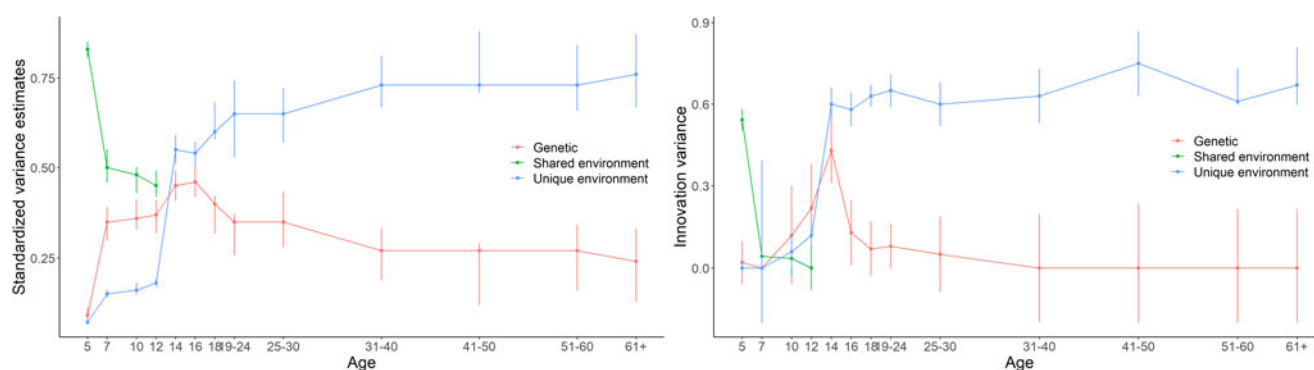 Standardized variance estimates
0.75
0.50
0.25
Genetic
Shared environment
Unique environment
5 7 10 12 14 16 18 19-24 25-30 31-40 41-50 51-60 61+
Age
Innovation variance
0.9
0.6
0.3
0.0
Genetic
Shared environment
Unique environment
5 7 10 12 14 16 18 19-24 25-30 31-40 41-50 51-60 61+
Age